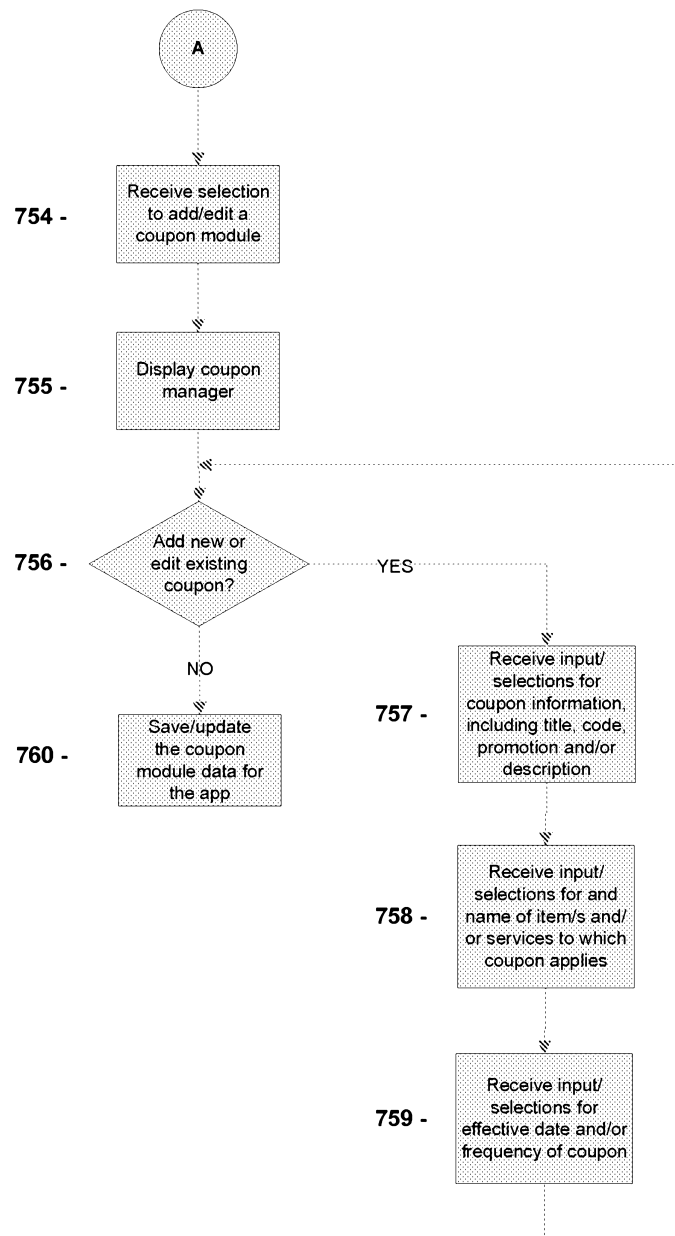 A
754 -
Receive selection
to add/edit a
coupon module
755 -
Display coupon
manager
756 -
Add new or
edit existing
coupon?
YES
NO
757 -
Receive input/
selections for
coupon information,
including title, code,
promotion and/or
description
760 -
Save/update
the coupon
module data for
the app
758 -
Receive input/
selections for and
name of item/s and/
or services to which
coupon applies
759 -
Receive input/
selections for
effective date and/or
frequency of coupon